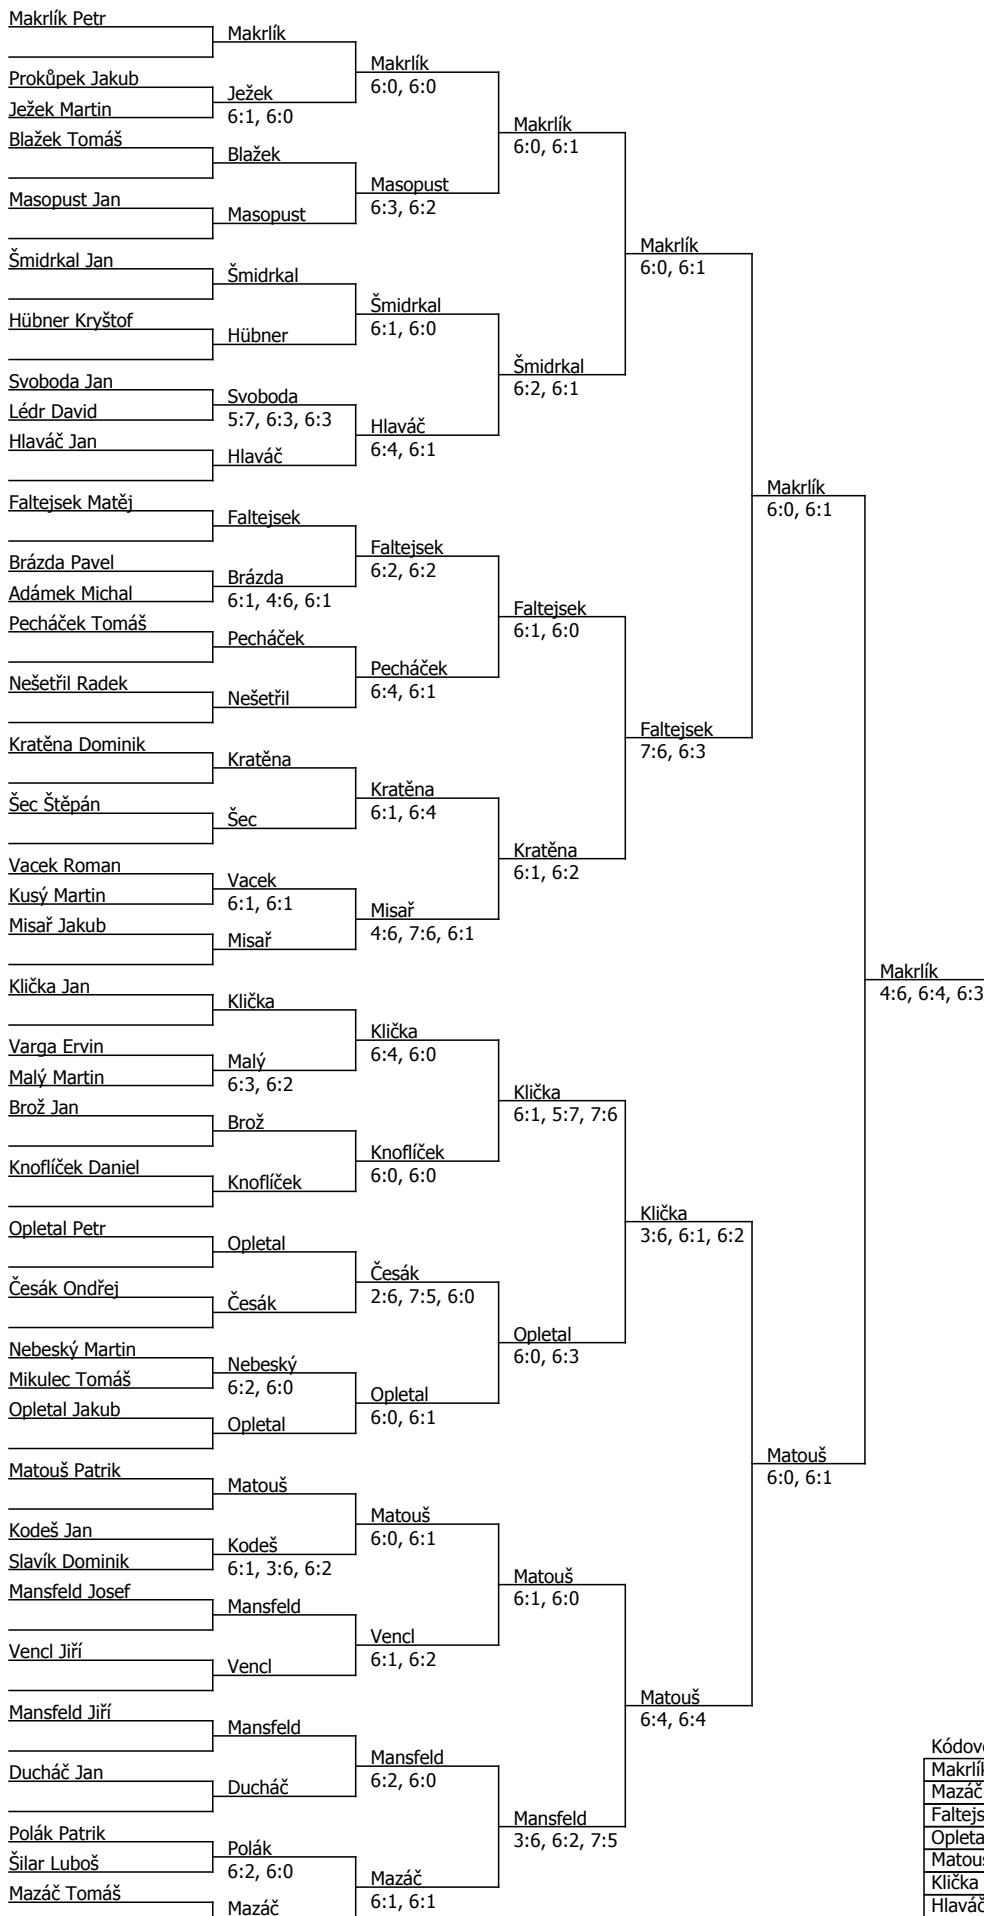 Makrlík Petr
Makrlík
Makrlík
6:0, 6:0
Prokůpek Jakub
Ježek
6:1, 6:0
Ježek Martin
Makrlík
6:0, 6:1
Blažek Tomáš
Blažek
Masopust
6:3, 6:2
Masopust Jan
Masopust
Makrlík
6:0, 6:1
Šmidrkal Jan
Šmidrkal
Šmidrkal
6:1, 6:0
Hübner Kryštof
Hübner
Šmidrkal
6:2, 6:1
Svoboda Jan
Svoboda
5:7, 6:3, 6:3
Lédr David
Hlaváč
6:4, 6:1
Hlaváč Jan
Hlaváč
Makrlík
6:0, 6:1
Faltejsek Matěj
Faltejsek
Faltejsek
6:2, 6:2
Brázda Pavel
Brázda
6:1, 4:6, 6:1
Adámek Michal
Faltejsek
6:1, 6:0
Pecháček Tomáš
Pecháček
Pecháček
6:4, 6:1
Nešetřil Radek
Nešetřil
Faltejsek
7:6, 6:3
Kratěna Dominik
Kratěna
Kratěna
6:1, 6:4
Šec Štěpán
Šec
Kratěna
6:1, 6:2
Vacek Roman
Vacek
6:1, 6:1
Kusý Martin
Misař
4:6, 7:6, 6:1
Misař Jakub
Misař
Makrlík
4:6, 6:4, 6:3
Klička Jan
Klička
Klička
6:4, 6:0
Varga Ervin
Malý
6:3, 6:2
Malý Martin
Klička
6:1, 5:7, 7:6
Brož Jan
Brož
Knoflíček
6:0, 6:0
Knoflíček Daniel
Knoflíček
Klička
3:6, 6:1, 6:2
Opletal Petr
Opletal
Česák
2:6, 7:5, 6:0
Česák Ondřej
Česák
Opletal
6:0, 6:3
Nebeský Martin
Nebeský
6:2, 6:0
Mikulec Tomáš
Opletal
6:0, 6:1
Opletal Jakub
Opletal
Matouš
6:0, 6:1
Matouš Patrik
Matouš
Matouš
6:0, 6:1
Kodeš Jan
Kodeš
6:1, 3:6, 6:2
Slavík Dominik
Matouš
6:1, 6:0
Mansfeld Josef
Mansfeld
Vencl
6:1, 6:2
Vencl Jiří
Vencl
Matouš
6:4, 6:4
Mansfeld Jiří
Mansfeld
Mansfeld
6:2, 6:0
Ducháč Jan
Ducháč
Mansfeld
3:6, 6:2, 7:5
Polák Patrik
Polák
6:2, 6:0
Šilar Luboš
Mazáč
6:1, 6:1
Mazáč Tomáš
Mazáč
Kódov
Makrlík
Mazáč
Faltejs
Opleta
Matouš
Klička
Hlaváč